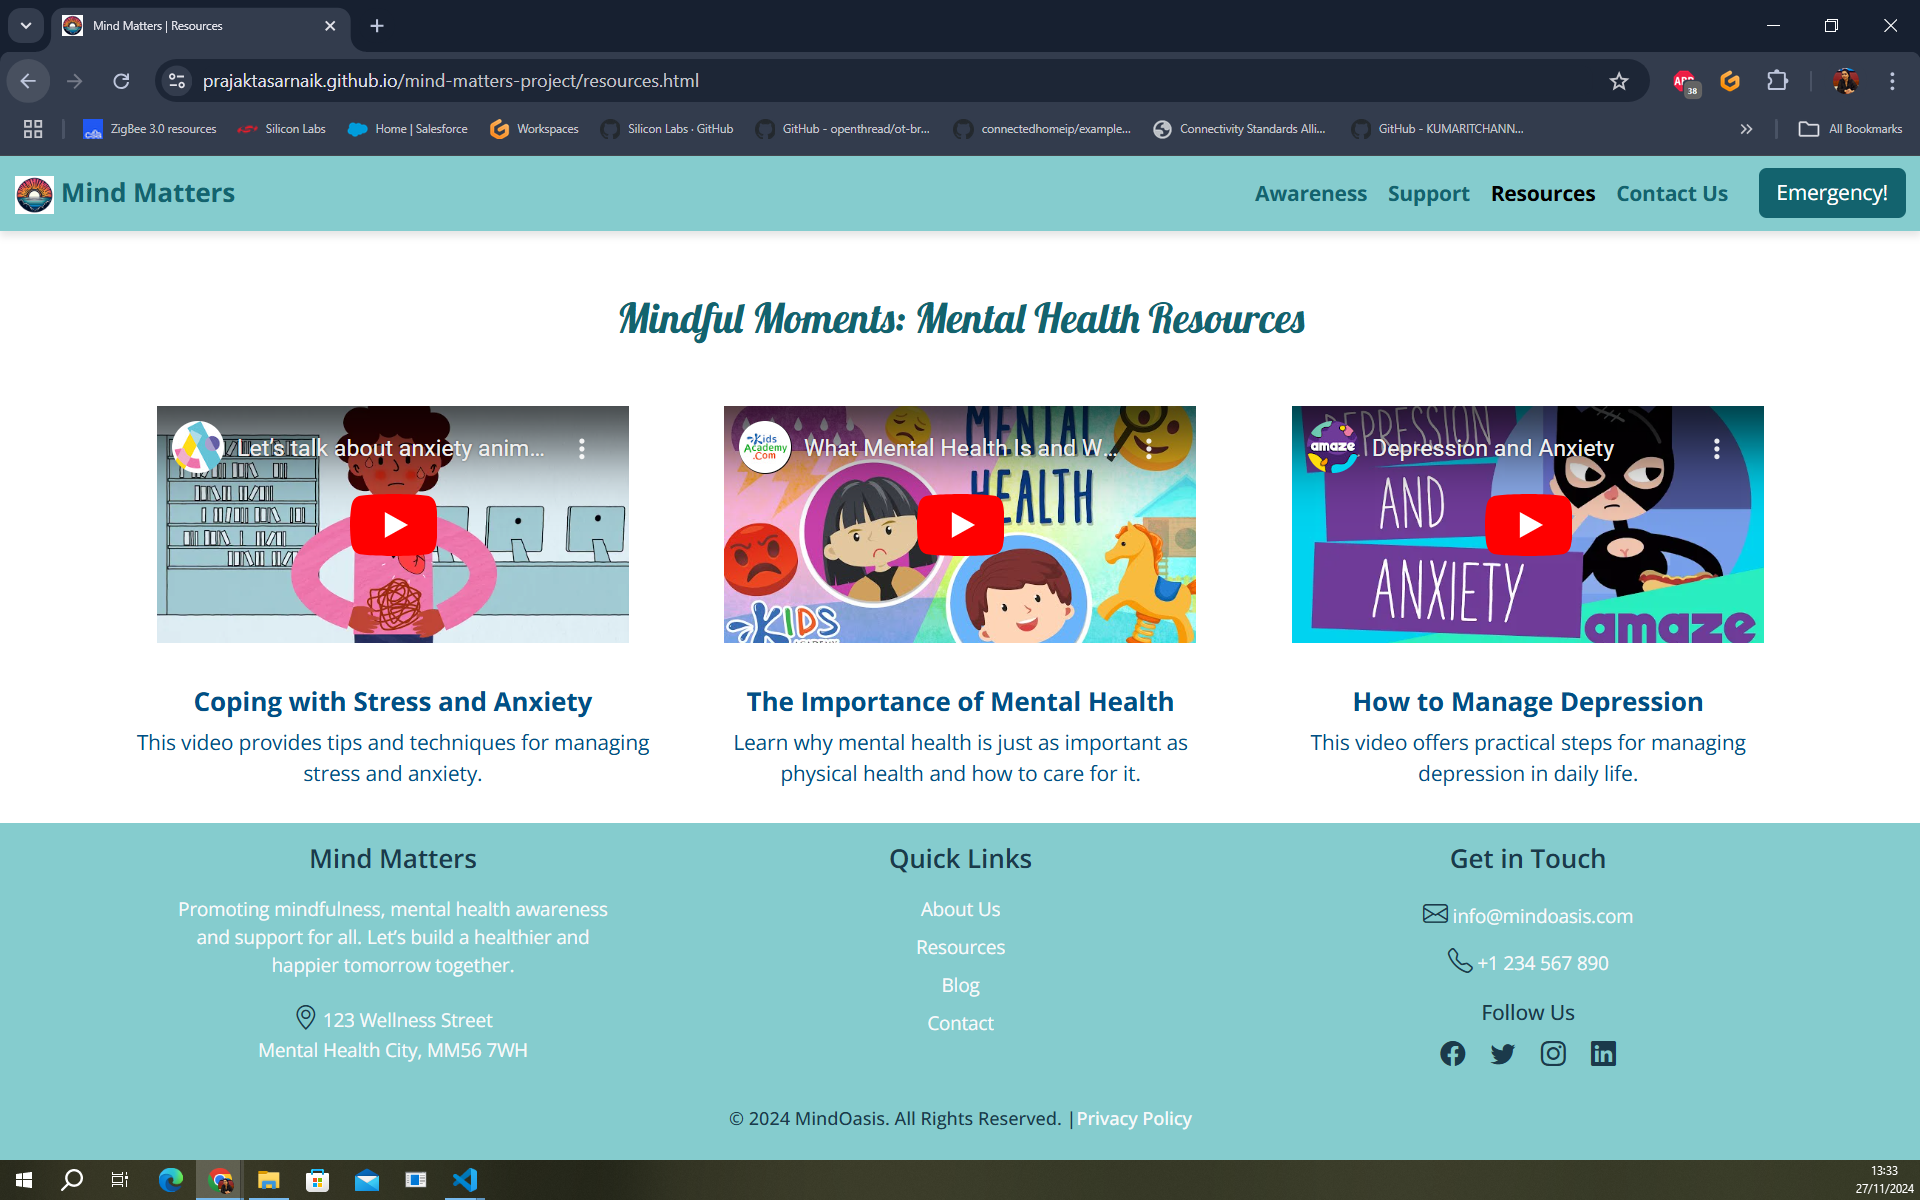 Mind Matters | Resources
prajaktasarnaik.github.io/mind-matters-project/resources.html
ABP
38
ZigBee 3.0 resources
Silicon Labs
Home | Salesforce
Workspaces
Silicon Labs · GitHub
GitHub - openthread/ot-br...
connectedhomeip/example...
Connectivity Standards Alli...
GitHub - KUMARITCHANN...
All Bookmarks
Mind Matters
Awareness
Support
Resources
Contact Us
Emergency!
Mindful Moments: Mental Health Resources
Let's talk about anxiety anim...
Kids
Academy
.Com
What Mental Health Is and W...
MENTAL
HEALTH
KIDS
amaze
Depression and Anxiety
DEPRESSION
AND
ANXIETY
amaze
Coping with Stress and Anxiety
This video provides tips and techniques for managing
stress and anxiety.
The Importance of Mental Health
Learn why mental health is just as important as
physical health and how to care for it.
How to Manage Depression
This video offers practical steps for managing
depression in daily life.
Mind Matters
Promoting mindfulness, mental health awareness
and support for all. Let's build a healthier and
happier tomorrow together.
123 Wellness Street
Mental Health City, MM56 7WH
Quick Links
About Us
Resources
Blog
Contact
Get in Touch
info@mindoasis.com
+1 234 567 890
Follow Us
© 2024 MindOasis. All Rights Reserved. |Privacy Policy
13:33
27/11/2024